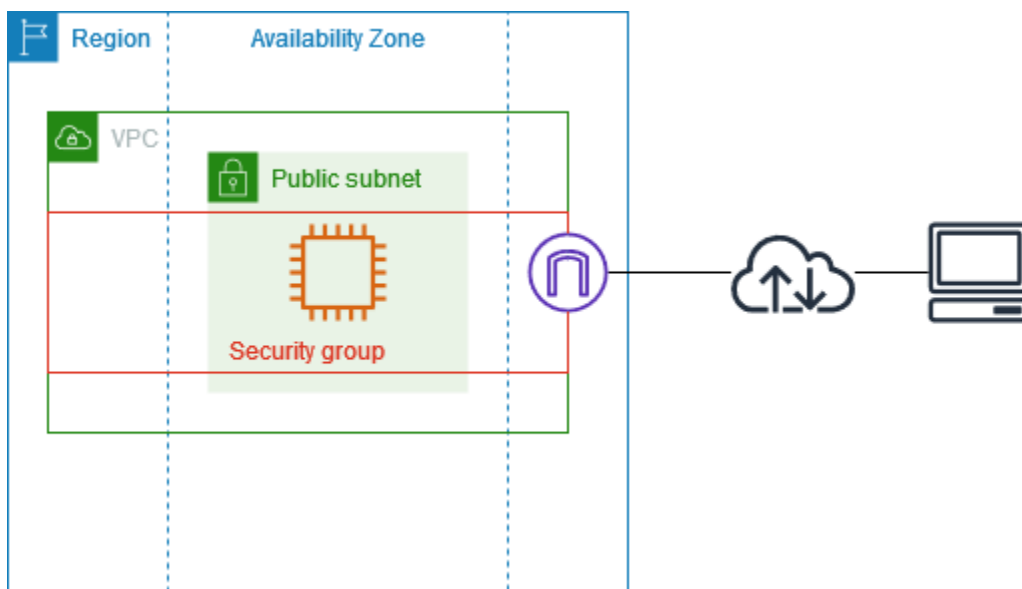 Region
Availability Zone
VPC
Public subnet
Security group